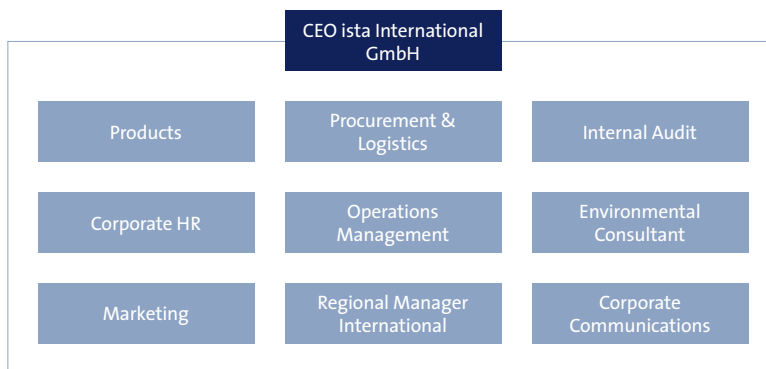 CEO ista International
GmbH
Products
Procurement &
Logistics
Internal Audit
Corporate HR
Operations
Management
Environmental
Consultant
Marketing
Regional Manager
International
Corporate
Communications